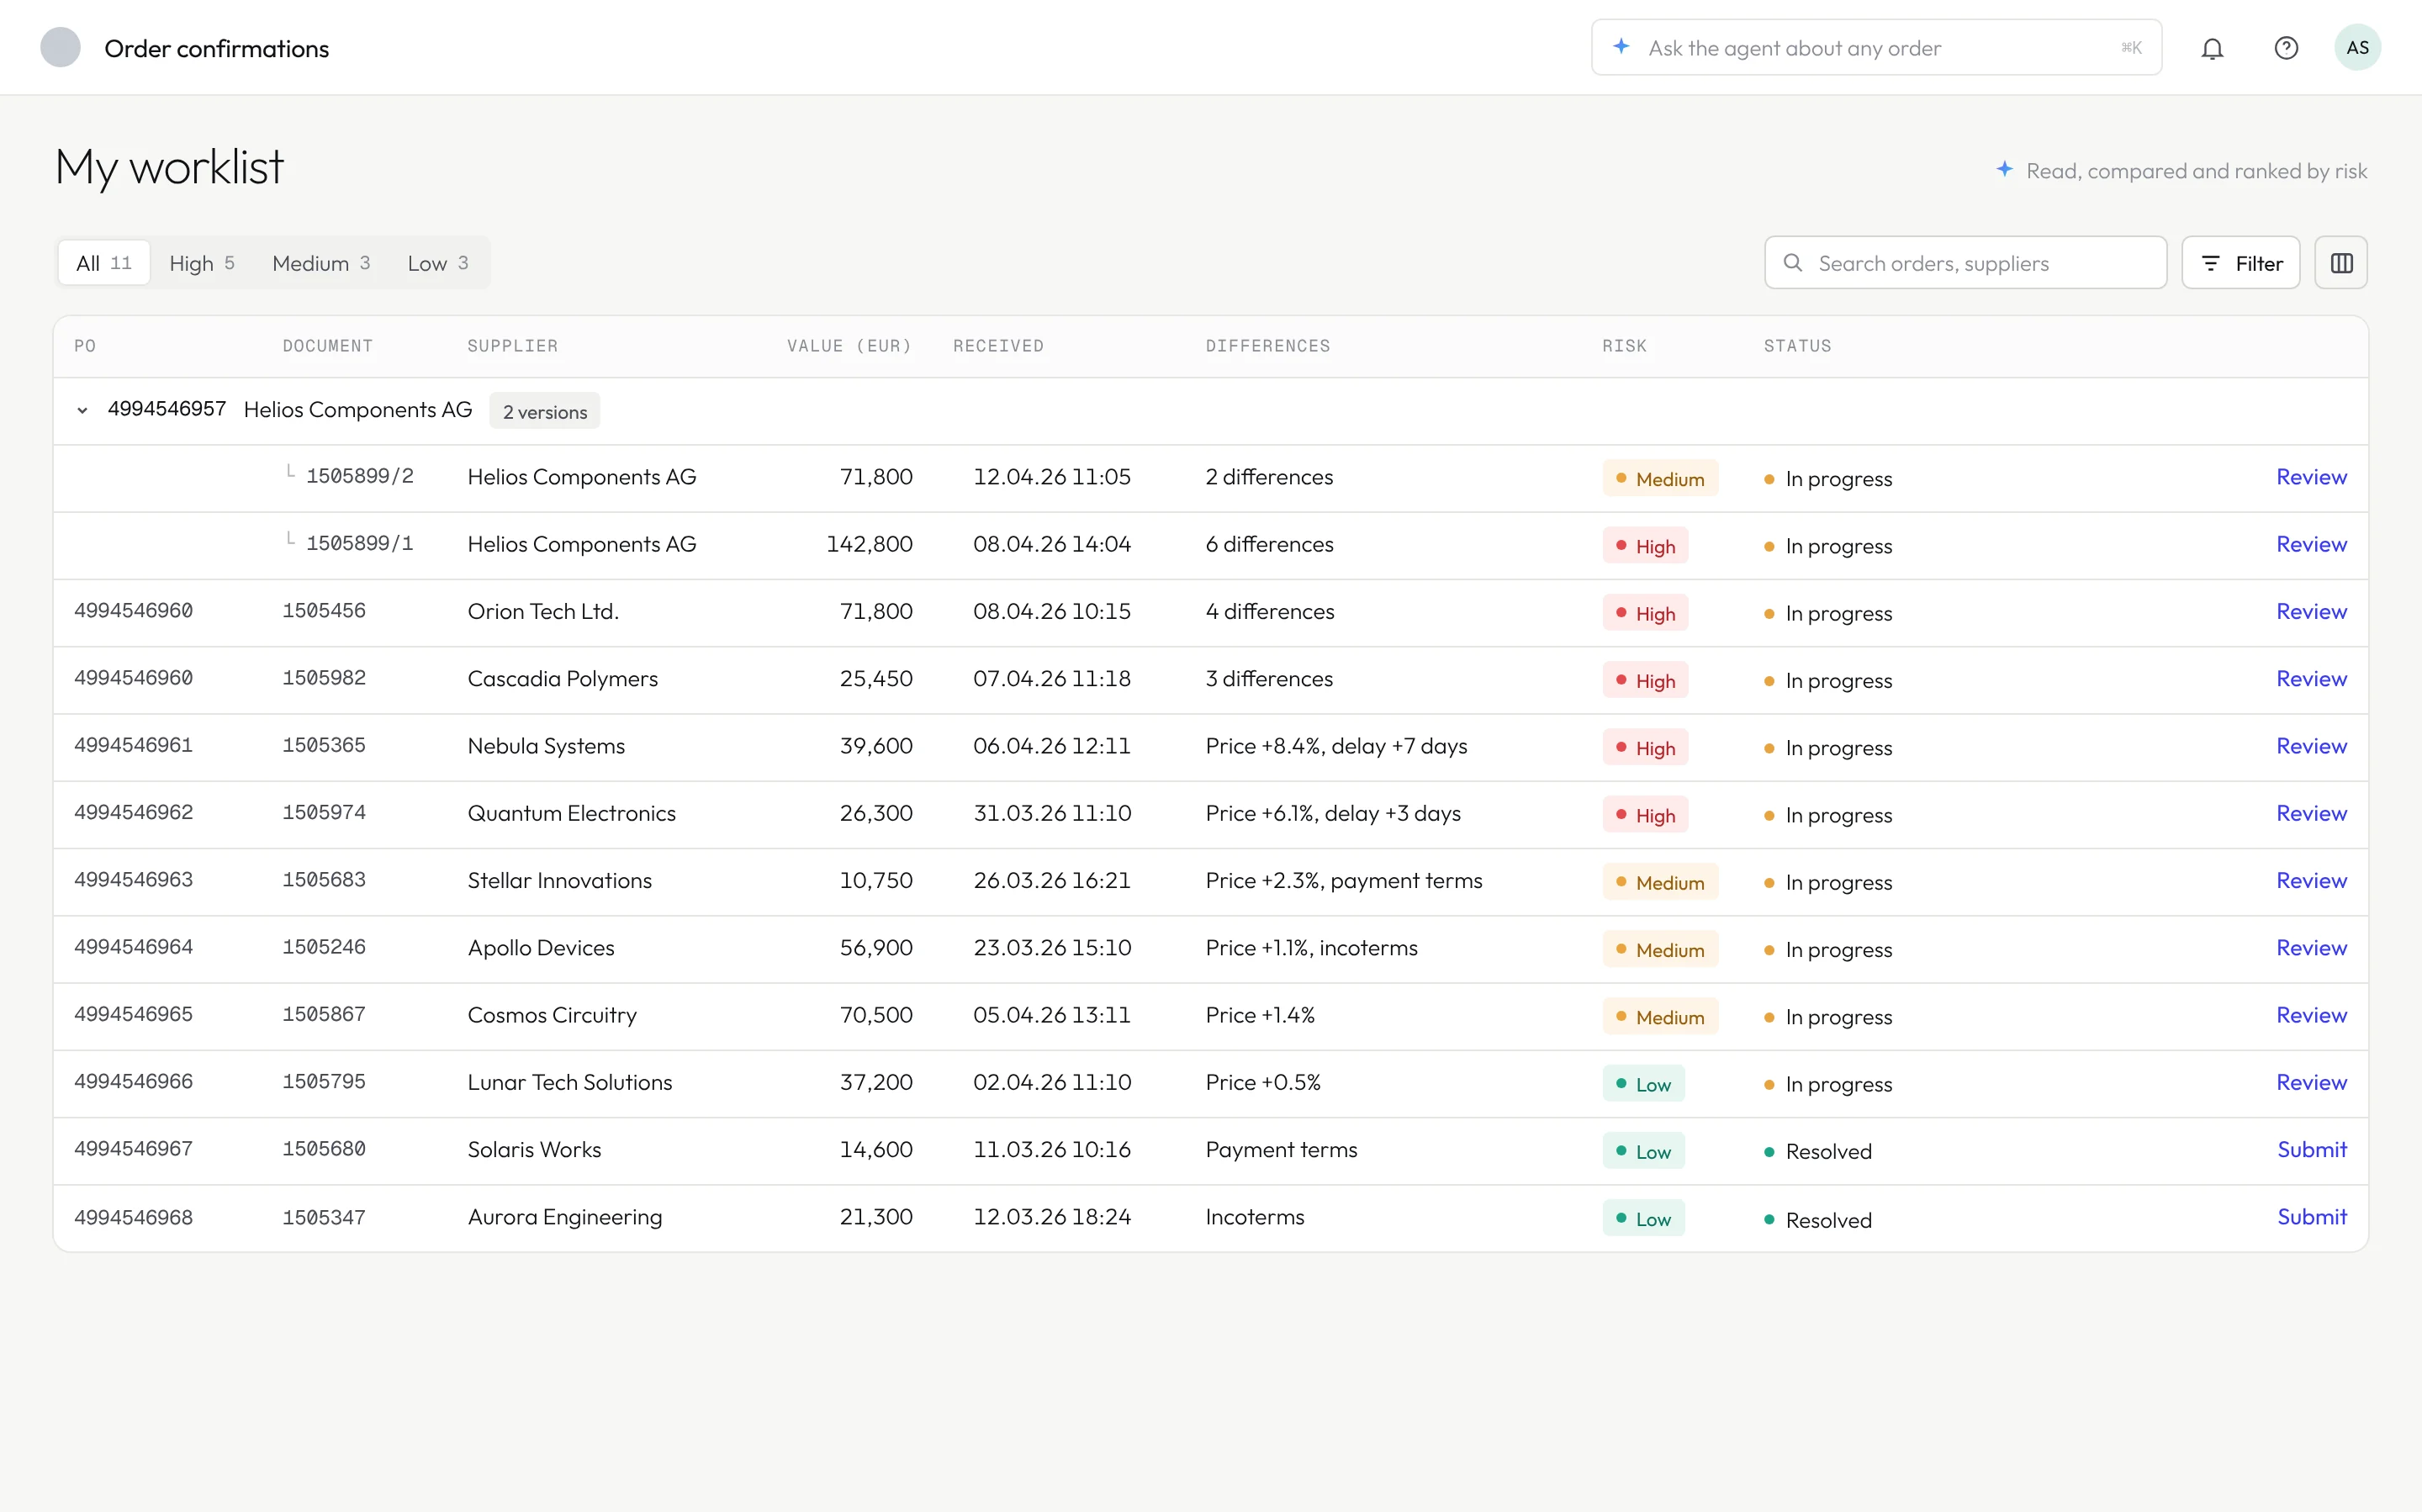 Order confirmations
Ask the agent about any order ⌘K
AS
My worklist
Read, compared and ranked by risk
All 11 High 5 Medium 3 Low 3
Search orders, suppliers
Filter
PO DOCUMENT SUPPLIER VALUE (EUR) RECEIVED DIFFERENCES RISK STATUS
4994546957 Helios Components AG 2 versions
1505899/2 Helios Components AG 71,800 12.04.26 11:05 2 differences Medium In progress Review
1505899/1 Helios Components AG 142,800 08.04.26 14:04 6 differences High In progress Review
4994546960 1505456 Orion Tech Ltd. 71,800 08.04.26 10:15 4 differences High In progress Review
4994546960 1505982 Cascadia Polymers 25,450 07.04.26 11:18 3 differences High In progress Review
4994546961 1505365 Nebula Systems 39,600 06.04.26 12:11 Price +8.4%, delay +7 days High In progress Review
4994546962 1505974 Quantum Electronics 26,300 31.03.26 11:10 Price +6.1%, delay +3 days High In progress Review
4994546963 1505683 Stellar Innovations 10,750 26.03.26 16:21 Price +2.3%, payment terms Medium In progress Review
4994546964 1505246 Apollo Devices 56,900 23.03.26 15:10 Price +1.1%, incoterms Medium In progress Review
4994546965 1505867 Cosmos Circuitry 70,500 05.04.26 13:11 Price +1.4% Medium In progress Review
4994546966 1505795 Lunar Tech Solutions 37,200 02.04.26 11:10 Price +0.5% Low In progress Review
4994546967 1505680 Solaris Works 14,600 11.03.26 10:16 Payment terms Low Resolved Submit
4994546968 1505347 Aurora Engineering 21,300 12.03.26 18:24 Incoterms Low Resolved Submit